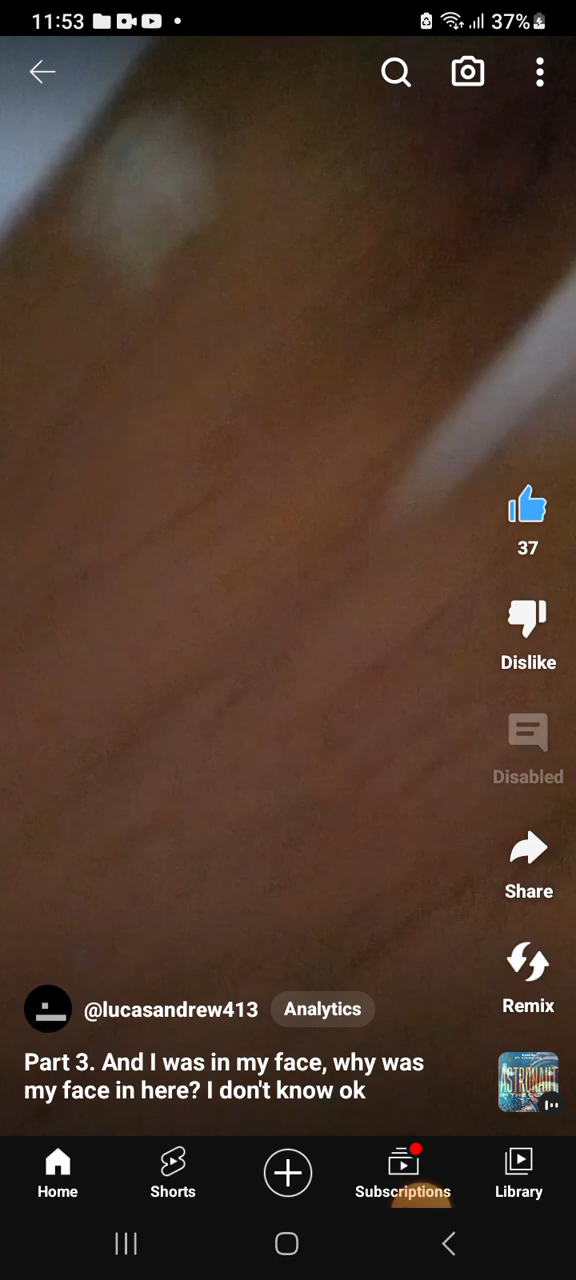 11:53
37%
37
Dislike
Disabled
Share
Remix
@lucasandrew413
Analytics
Part 3. And I was in my face, why was
my face in here? I don't know ok
ASTRONAUT
Home
Shorts
Subscriptions
Library